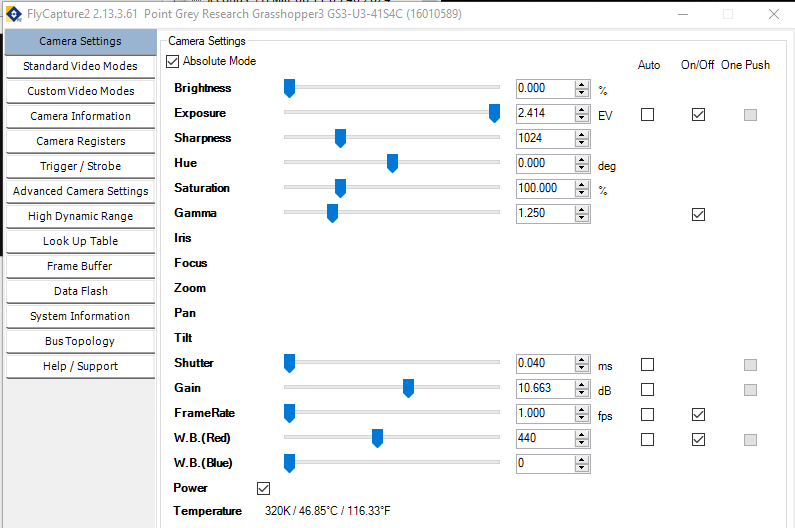 FlyCapture2 2.13.3.61 Point Grey Research Grasshopper3 GS3-U3-41S4C (16010589)
Camera Settings
Standard Video Modes
Custom Video Modes
Camera Information
Camera Registers
Trigger / Strobe
Advanced Camera Settings
High Dynamic Range
Look Up Table
Frame Buffer
Data Flash
System Information
Bus Topology
Help / Support
Camera Settings
Absolute Mode
Auto On/Off One Push
Brightness 0.000 %
Exposure 2.414 EV
Sharpness 1024
Hue 0.000 deg
Saturation 100.000 %
Gamma 1.250
Iris
Focus
Zoom
Pan
Tilt
Shutter 0.040 ms
Gain 10.663 dB
FrameRate 1.000 fps
W.B.(Red) 440
W.B.(Blue) 0
Power
Temperature 320K / 46.85°C / 116.33°F